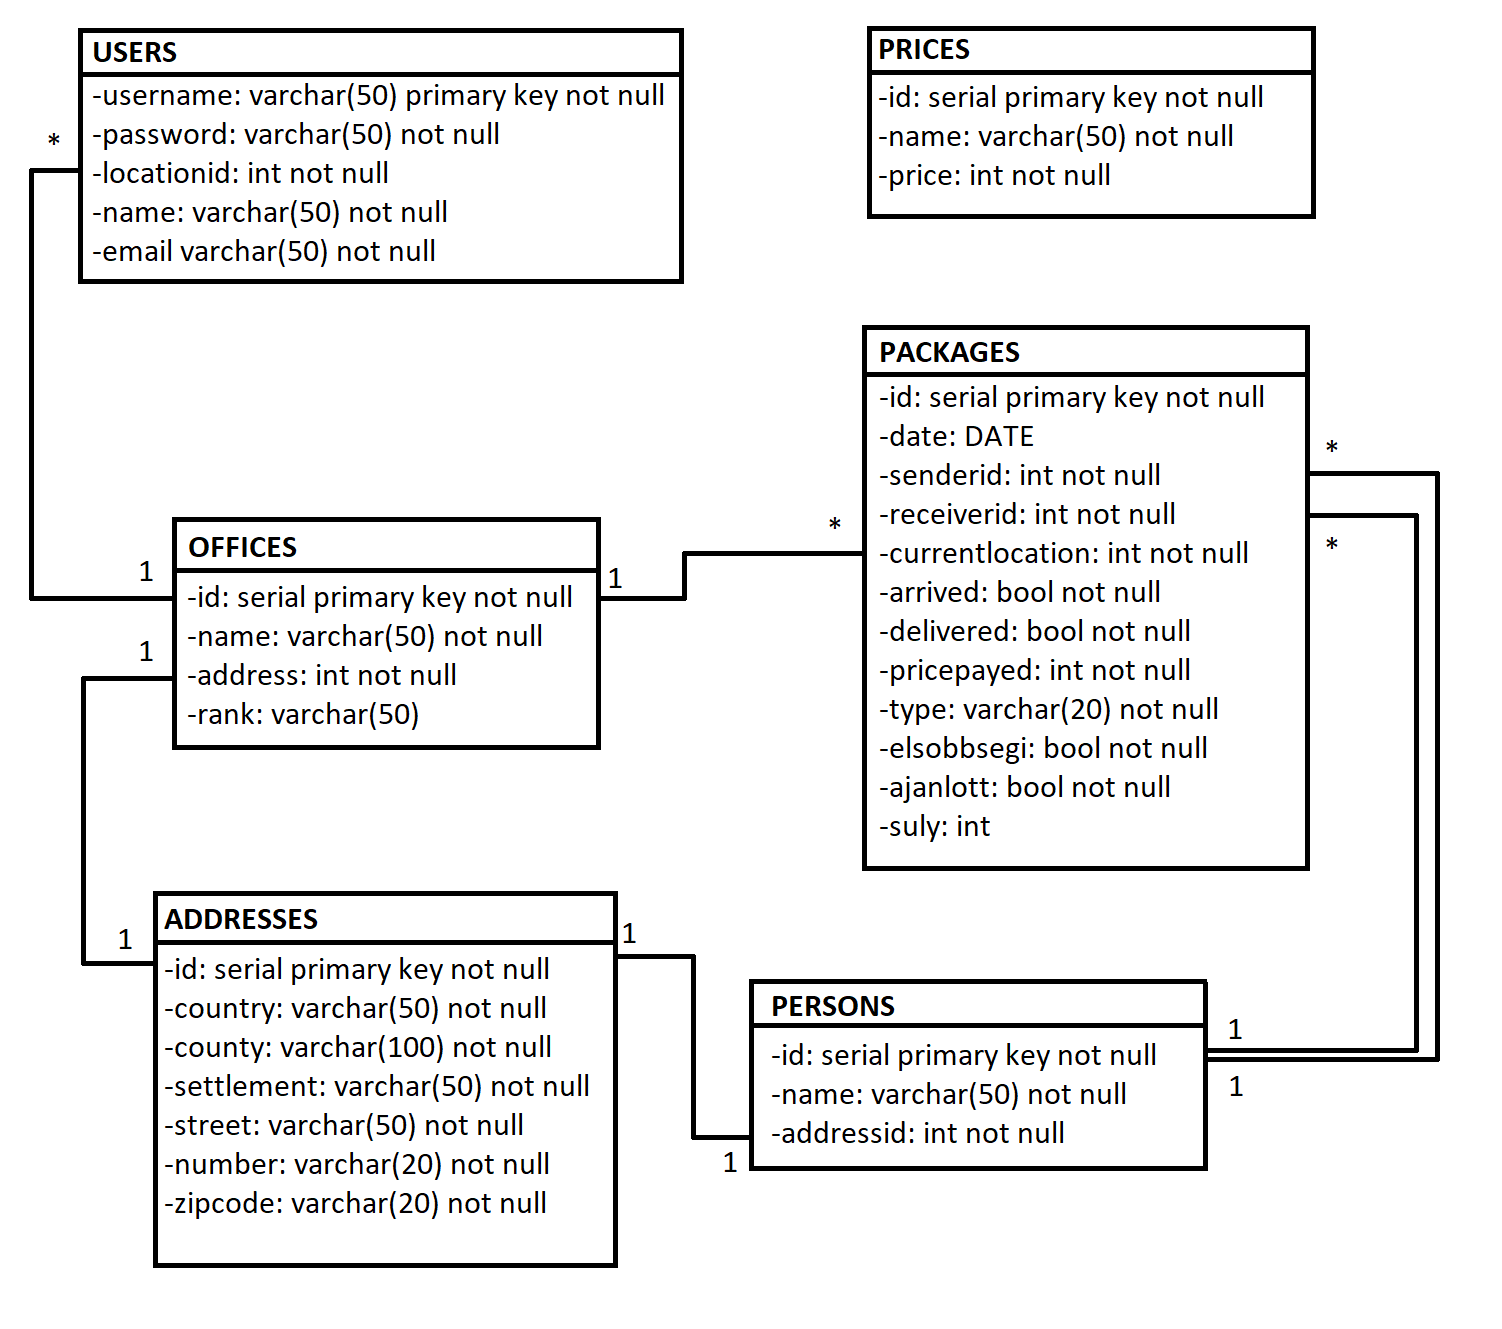 USERS
-username: varchar(50) primary key not null
-password: varchar(50) not null
-locationid: int not null
-name: varchar(50) not null
-email varchar(50) not null
*
PRICES
-id: serial primary key not null
-name: varchar(50) not null
-price: int not null
PACKAGES
-id: serial primary key not null
-date: DATE
-senderid: int not null
-receiverid: int not null
-currentlocation: int not null
-arrived: bool not null
-delivered: bool not null
-pricepayed: int not null
-type: varchar(20) not null
-elsobbsegi: bool not null
-ajanlott: bool not null
-suly: int
*
*
*
OFFICES
-id: serial primary key not null
-name: varchar(50) not null
-address: int not null
-rank: varchar(50)
1
1
1
ADDRESSES
-id: serial primary key not null
-country: varchar(50) not null
-county: varchar(100) not null
-settlement: varchar(50) not null
-street: varchar(50) not null
-number: varchar(20) not null
-zipcode: varchar(20) not null
1
1
PERSONS
-id: serial primary key not null
-name: varchar(50) not null
-addressid: int not null
1
1
1